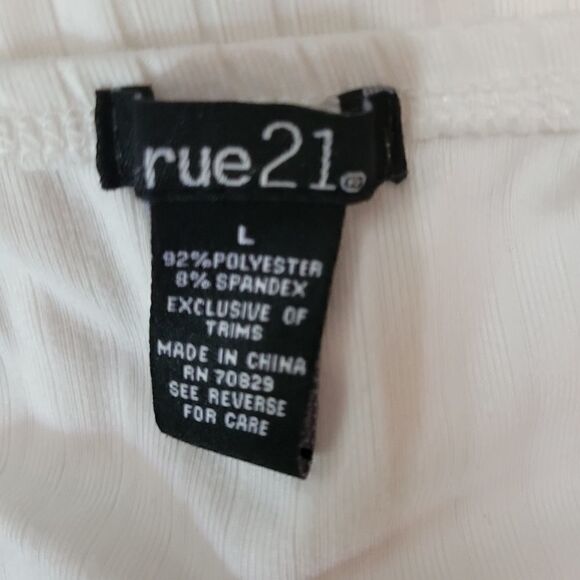 rue21
L
92%POLYESTER
8% SPANDEX
EXCLUSIVE OF
TRIMS
MADE IN CHINA
RN 70829
SEE REVERSE
FOR CARE